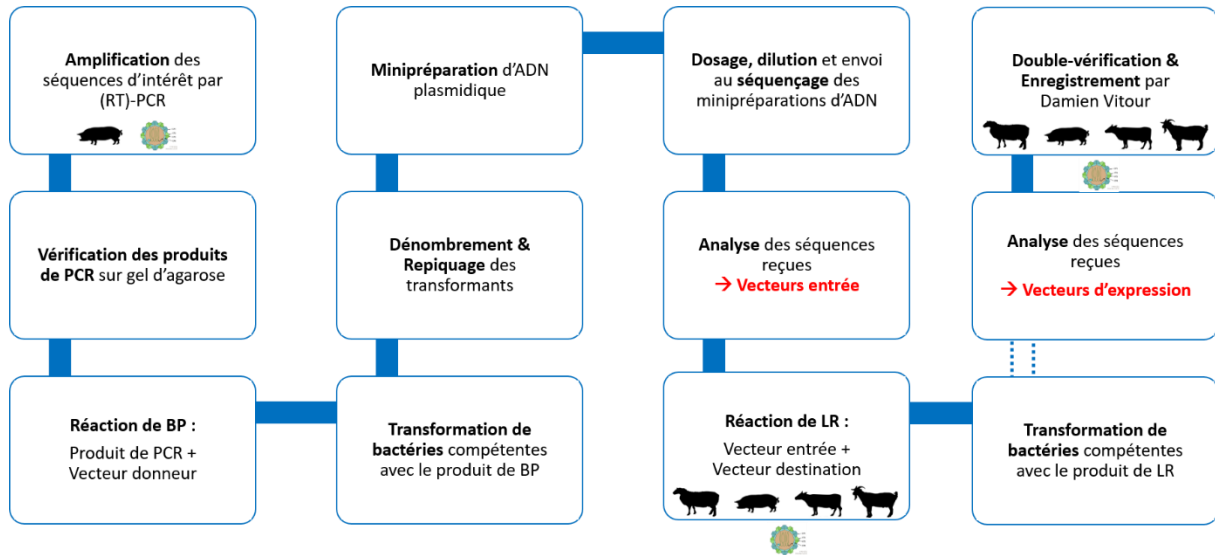 Amplification des
séquences d'intérêt par
(RT)-PCR
Vérification des produits
de PCR sur gel d'agarose
Réaction de BP :
Produit de PCR +
Vecteur donneur
Transformation de
bactéries compétentes
avec le produit de BP
Dénombrement &
Repiquage des
transformants
Minipréparation d'ADN
plasmidique
Dosage, dilution et envoi
au séquençage des
minipréparations d'ADN
Analyse des séquences
reçues
→ Vecteurs entrée
Réaction de LR :
Vecteur entrée +
Vecteur destination
Transformation de
bactéries compétentes
avec le produit de LR
Analyse des séquences
reçues
→ Vecteurs d'expression
Double-vérification &
Enregistrement par
Damien Vitour